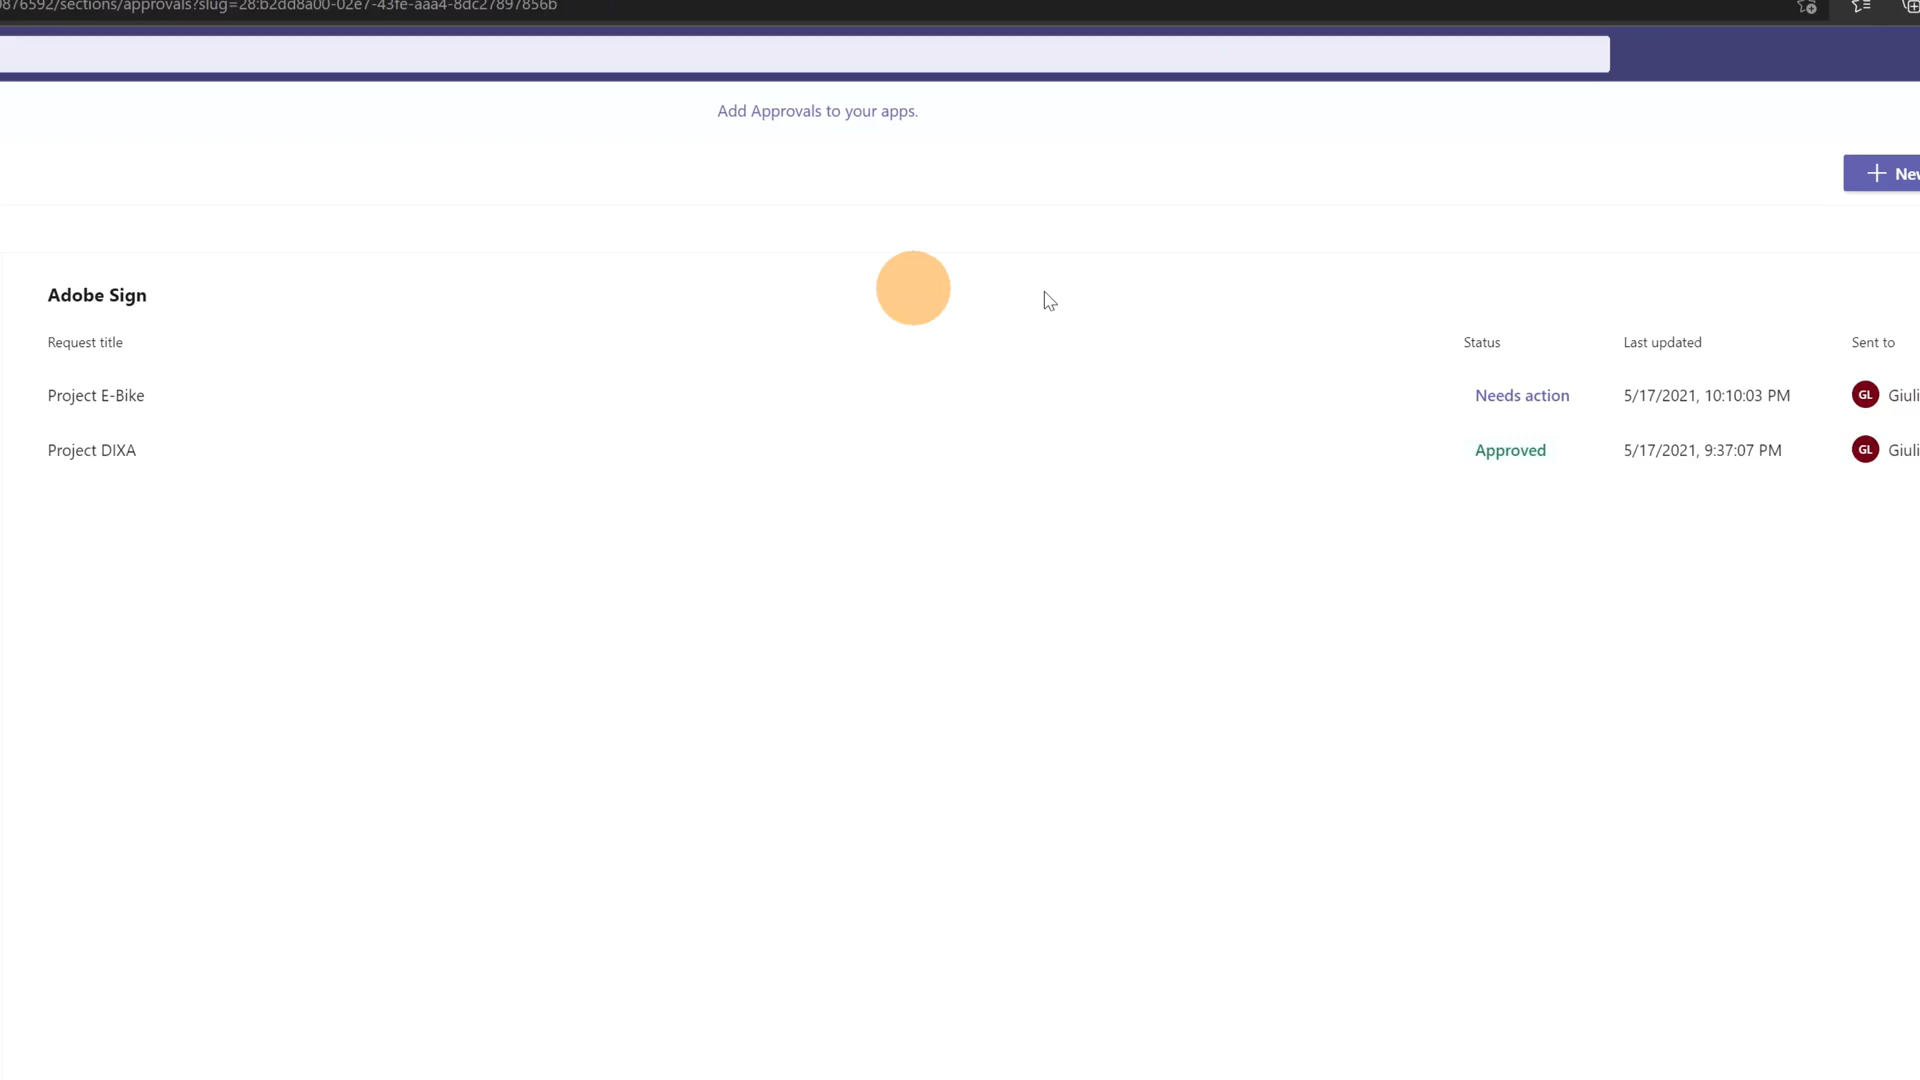 876592/sections/approvals?slug=28:b2dd8a00-02e7-43fe-aaa4-8dc27897856b
Add Approvals to your apps.
New
Adobe Sign
Request title Status Last updated Sent to
Project E-Bike Needs action 5/17/2021, 10:10:03 PM GL Giuli
Project DIXA Approved 5/17/2021, 9:37:07 PM GL Giuli